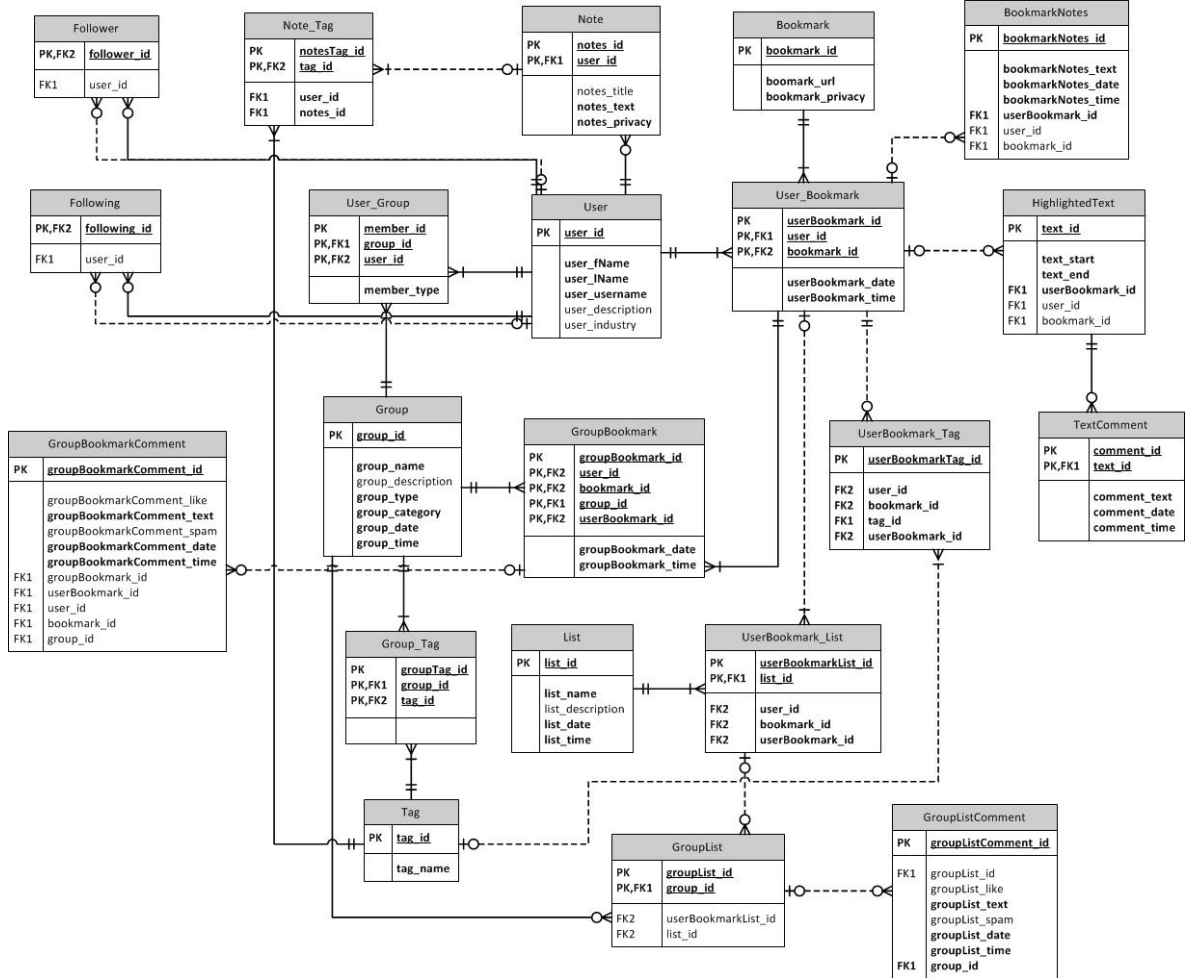 Follower
PK,FK2 follower_id
FK1 user_id
Note_Tag
PK notesTag_id
PK,FK2 tag_id
FK1 user_id
FK1 notes_id
Note
PK notes_id
PK,FK1 user_id
notes_title
notes_text
notes_privacy
Bookmark
PK bookmark_id
boomark_url
bookmark_privacy
BookmarkNotes
PK bookmarkNotes_id
bookmarkNotes_text
bookmarkNotes_date
bookmarkNotes_time
FK1 userBookmark_id
FK1 user_id
FK1 bookmark_id
Following
PK,FK2 following_id
FK1 user_id
User_Group
PK member_id
PK,FK1 group_id
PK,FK2 user_id
member_type
User
PK user_id
user_fName
user_lName
user_username
user_description
user_industry
User_Bookmark
PK userBookmark_id
PK,FK1 user_id
PK,FK2 bookmark_id
userBookmark_date
userBookmark_time
HighlightedText
PK text_id
text_start
text_end
FK1 userBookmark_id
FK1 user_id
FK1 bookmark_id
GroupBookmarkComment
PK groupBookmarkComment_id
groupBookmarkComment_like
groupBookmarkComment_text
groupBookmarkComment_spam
groupBookmarkComment_date
groupBookmarkComment_time
FK1 groupBookmark_id
FK1 userBookmark_id
FK1 user_id
FK1 bookmark_id
FK1 group_id
Group
PK group_id
group_name
group_description
group_type
group_category
group_date
group_time
GroupBookmark
PK groupBookmark_id
PK,FK2 user_id
PK,FK2 bookmark_id
PK,FK1 group_id
PK,FK2 userBookmark_id
groupBookmark_date
groupBookmark_time
UserBookmark_Tag
PK userBookmarkTag_id
FK2 user_id
FK2 bookmark_id
FK1 tag_id
FK2 userBookmark_id
TextComment
PK comment_id
PK,FK1 text_id
comment_text
comment_date
comment_time
Group_Tag
PK groupTag_id
PK,FK1 group_id
PK,FK2 tag_id
List
PK list_id
list_name
list_description
list_date
list_time
UserBookmark_List
PK userBookmarkList_id
PK,FK1 list_id
FK2 user_id
FK2 bookmark_id
FK2 userBookmark_id
Tag
PK tag_id
tag_name
GroupList
PK groupList_id
PK,FK1 group_id
FK2 userBookmarkList_id
FK2 list_id
GroupListComment
PK groupListComment_id
FK1 groupList_id
groupList_like
groupList_text
groupList_spam
groupList_date
groupList_time
FK1 group_id